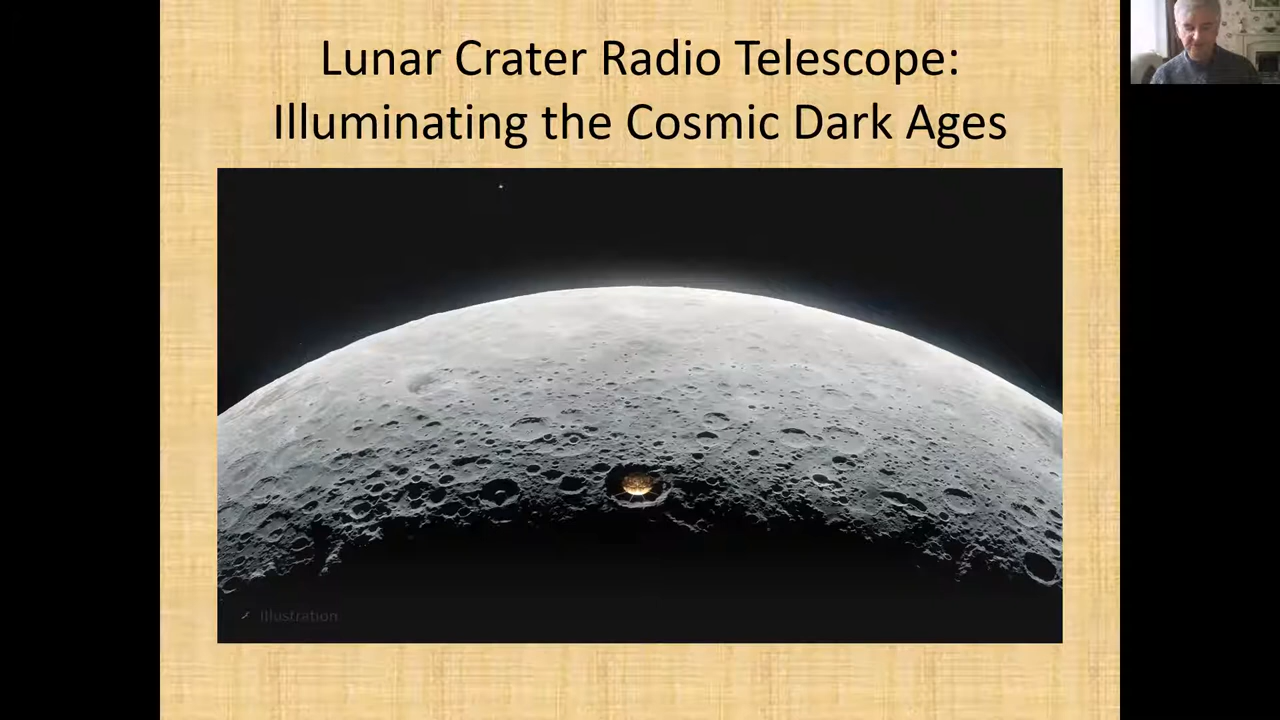 Lunar Crater Radio Telescope:
Illuminating the Cosmic Dark Ages
Illustration